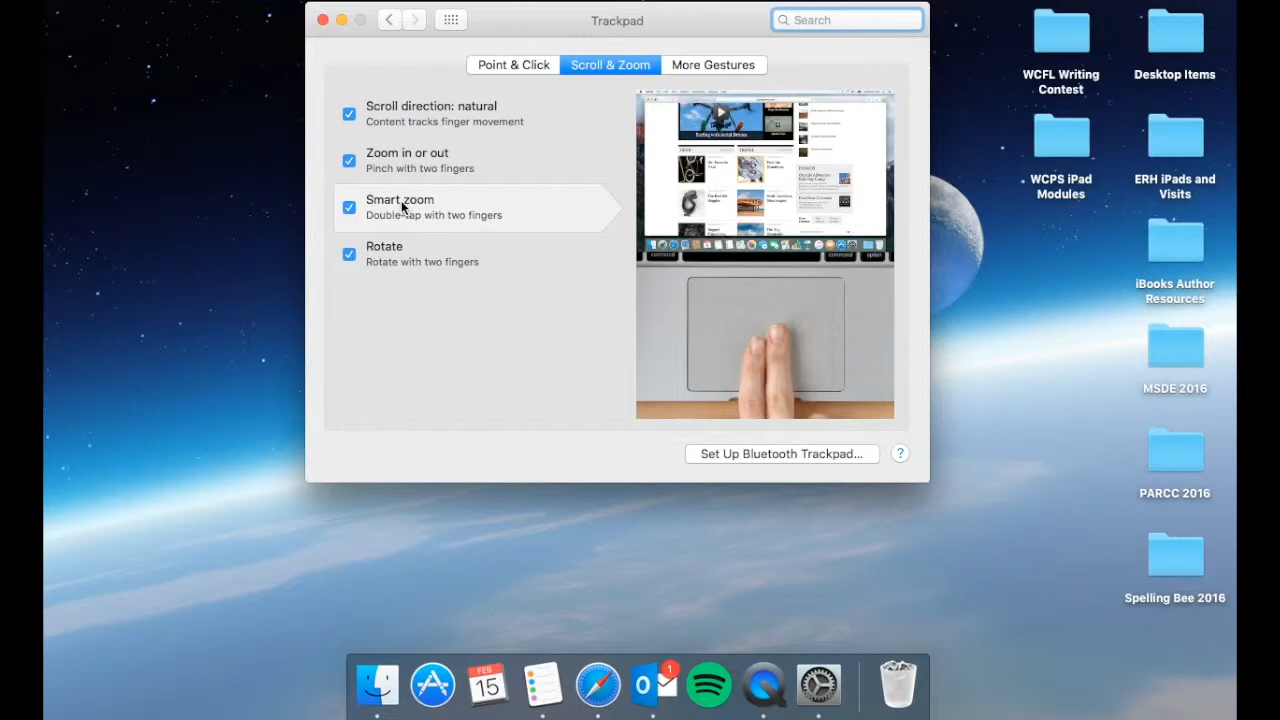 Trackpad
Search
Point & Click
Scroll & Zoom
More Gestures
Scroll direction: natural
Content tracks finger movement
Zoom in or out
Pinch with two fingers
Smart zoom
Double-tap with two fingers
Rotate
Rotate with two fingers
command
command
option
Set Up Bluetooth Trackpad...
?
WCFL Writing
Contest
Desktop Items
WCPS iPad
Modules
ERH iPads and
Visits
iBooks Author
Resources
MSDE 2016
PARCC 2016
Spelling Bee 2016
FEB
15
1